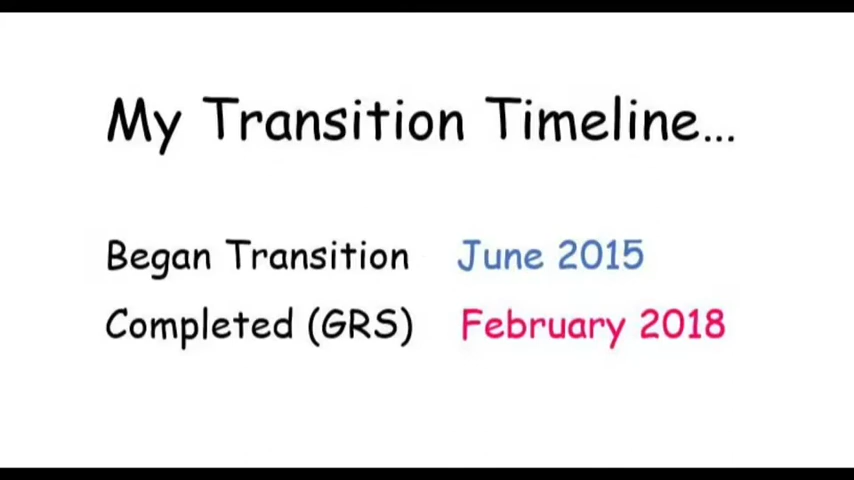 My Transition Timeline...
Began Transition June 2015
Completed (GRS) February 2018